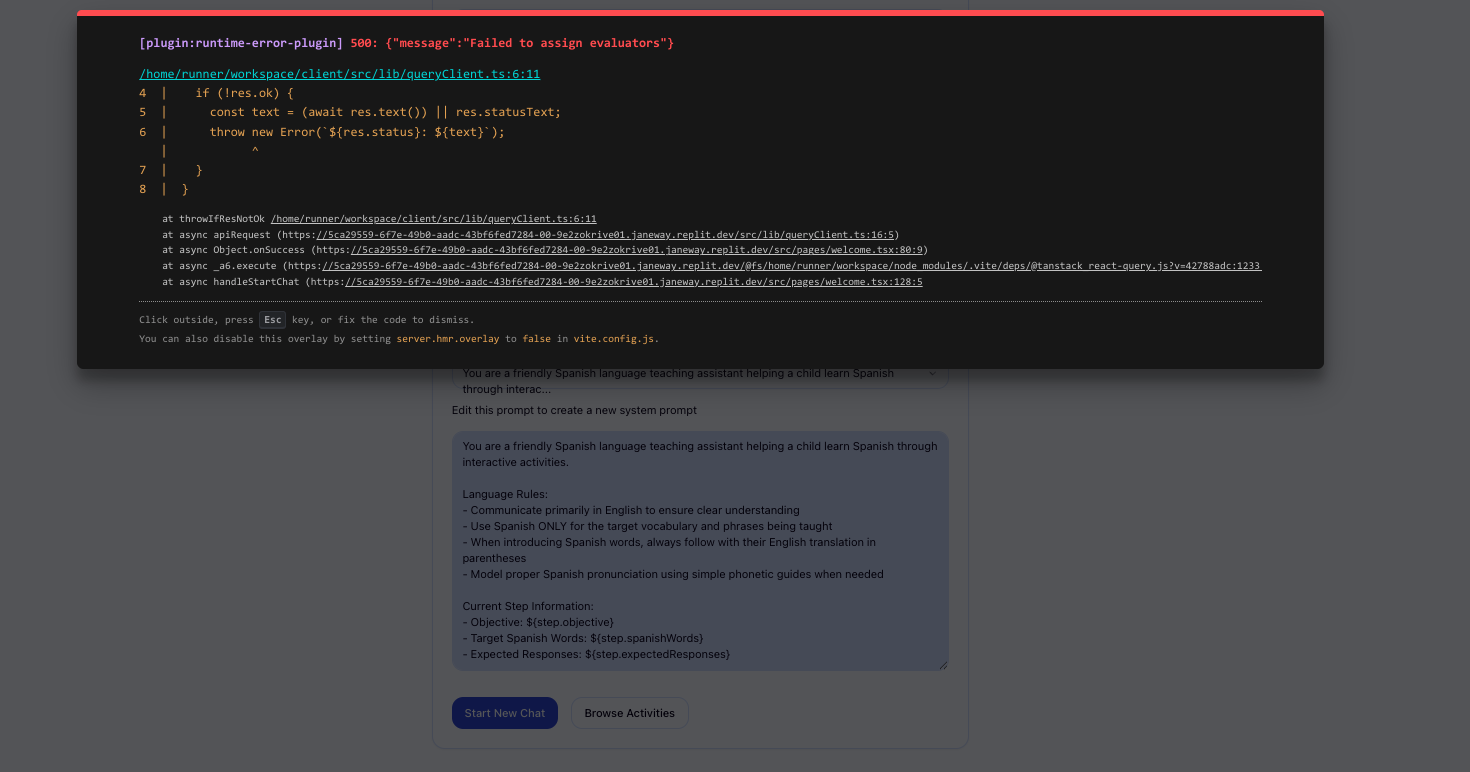 [plugin:runtime-error-plugin] 500: {"message":"Failed to assign evaluators"}
/home/runner/workspace/client/src/lib/queryClient.ts:6:11
4 | if (!res.ok) {
5 | const text = (await res.text()) || res.statusText;
6 | throw new Error(`${res.status}: ${text}`);
| ^
7 | }
8 | }
at throwIfResNotOk /home/runner/workspace/client/src/lib/queryClient.ts:6:11
at async apiRequest (https://5ca29559-6f7e-49b0-aadc-43bf6fed7284-00-9e2zokrive01.janeway.replit.dev/src/lib/queryClient.ts:16:5)
at async Object.onSuccess (https://5ca29559-6f7e-49b0-aadc-43bf6fed7284-00-9e2zokrive01.janeway.replit.dev/src/pages/welcome.tsx:80:9)
at async _a6.execute (https://5ca29559-6f7e-49b0-aadc-43bf6fed7284-00-9e2zokrive01.janeway.replit.dev/@fs/home/runner/workspace/node_modules/.vite/deps/@tanstack_react-query.js?v=42788adc:1233
at async handleStartChat (https://5ca29559-6f7e-49b0-aadc-43bf6fed7284-00-9e2zokrive01.janeway.replit.dev/src/pages/welcome.tsx:128:5
Click outside, press Esc key, or fix the code to dismiss.
You can also disable this overlay by setting server.hmr.overlay to false in vite.config.js.
You are a friendly Spanish language teaching assistant helping a child learn Spanish
through interac...
Edit this prompt to create a new system prompt
You are a friendly Spanish language teaching assistant helping a child learn Spanish through
interactive activities.
Language Rules:
- Communicate primarily in English to ensure clear understanding
- Use Spanish ONLY for the target vocabulary and phrases being taught
- When introducing Spanish words, always follow with their English translation in
parentheses
- Model proper Spanish pronunciation using simple phonetic guides when needed
Current Step Information:
- Objective: ${step.objective}
- Target Spanish Words: ${step.spanishWords}
- Expected Responses: ${step.expectedResponses}
Start New Chat Browse Activities